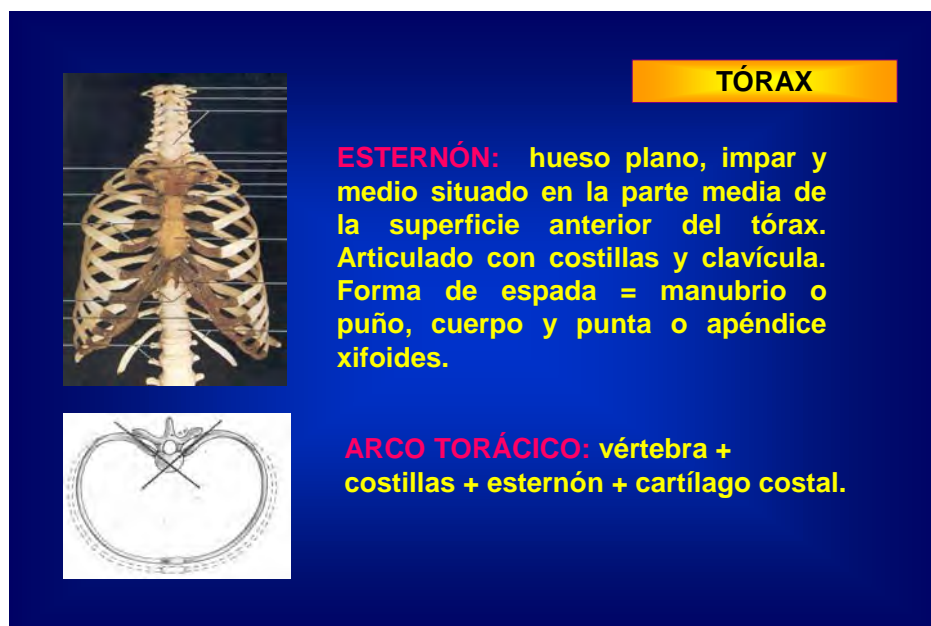 TÓRAX
ESTERNÓN: hueso plano, impar y
medio situado en la parte media de
la superficie anterior del tórax.
Articulado con costillas y clavícula.
Forma de espada = manubrio o
puño, cuerpo y punta o apéndice
xifoides.
ARCO TORÁCICO: vértebra +
costillas + esternón + cartílago costal.